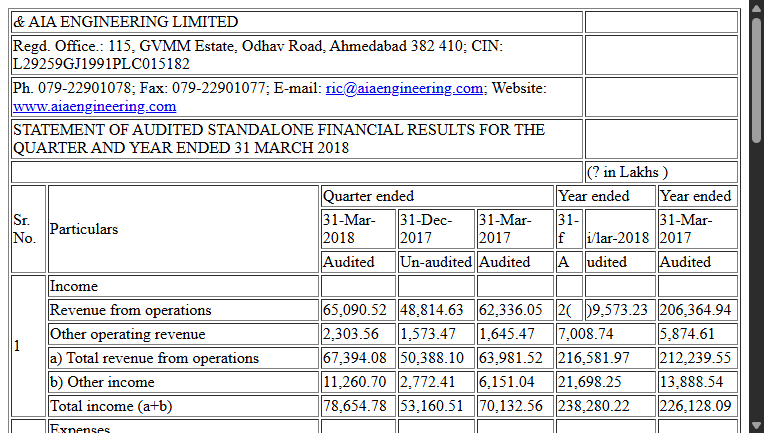 & AIA ENGINEERING LIMITED
Regd. Office.: 115, GVMM Estate, Odhav Road, Ahmedabad 382 410; CIN:
L29259GJ1991PLC015182
Ph. 079-22901078; Fax: 079-22901077; E-mail: ric@aiaengineering.com; Website:
www.aiaengineering.com
STATEMENT OF AUDITED STANDALONE FINANCIAL RESULTS FOR THE
QUARTER AND YEAR ENDED 31 MARCH 2018
(? in Lakhs )
Sr. No. Particulars Quarter ended Year ended Year ended
31-Mar-2018 31-Dec-2017 31-Mar-2017 31-f i/lar-2018 31-Mar-2017
Audited Un-audited Audited A udited Audited
1 Income
Revenue from operations 65,090.52 48,814.63 62,336.05 2( )9,573.23 206,364.94
Other operating revenue 2,303.56 1,573.47 1,645.47 7,008.74 5,874.61
a) Total revenue from operations 67,394.08 50,388.10 63,981.52 216,581.97 212,239.55
b) Other income 11,260.70 2,772.41 6,151.04 21,698.25 13,888.54
Total income (a+b) 78,654.78 53,160.51 70,132.56 238,280.22 226,128.09
Expenses